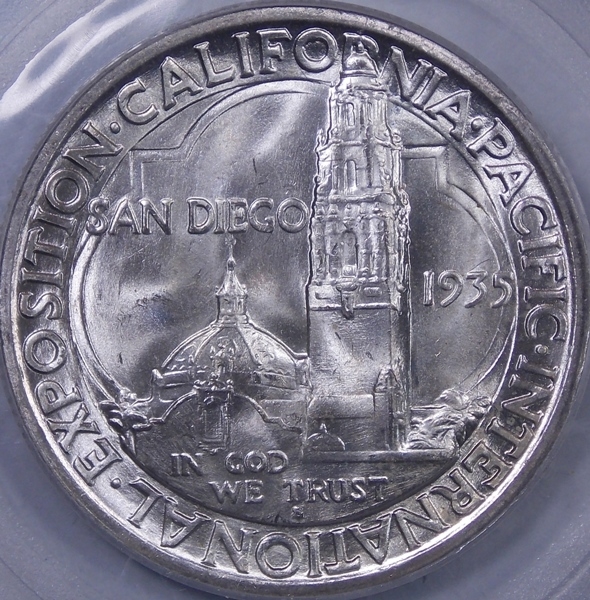 CALIFORNIA · PACIFIC · INTERNATIONAL · EXPOSITION ·
SAN DIEGO
1935
IN GOD
WE TRUST
S